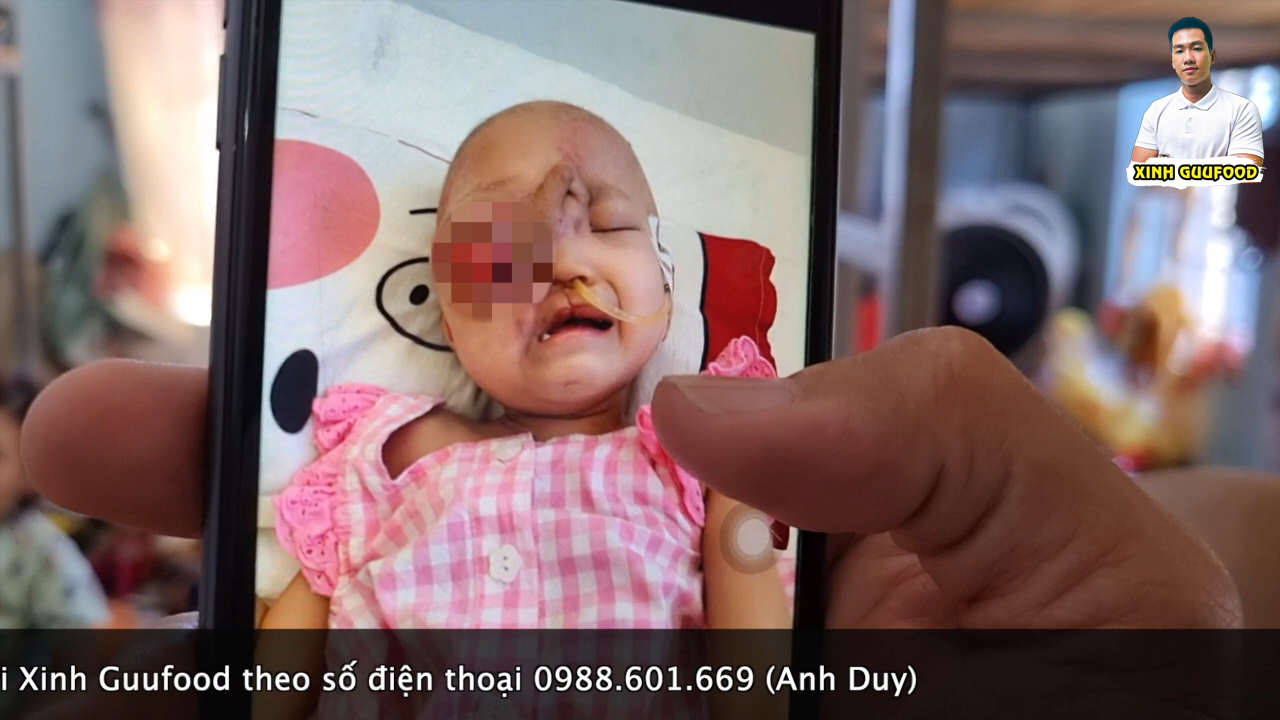 XINH GUUFOOD
i Xinh Guufood theo số điện thoại 0988.601.669 (Anh Duy)